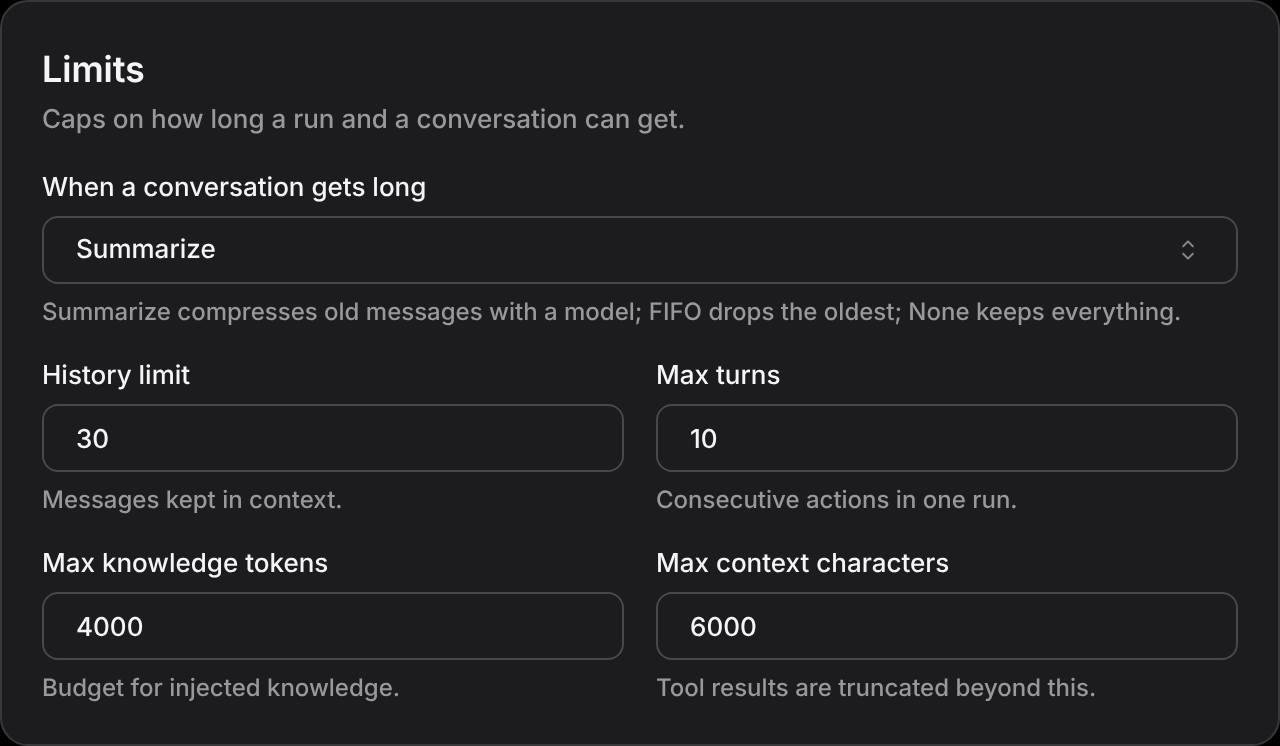 Limits
Caps on how long a run and a conversation can get.
When a conversation gets long
Summarize
Summarize compresses old messages with a model; FIFO drops the oldest; None keeps everything.
History limit
Max turns
30
10
Messages kept in context.
Consecutive actions in one run.
Max knowledge tokens
Max context characters
4000
6000
Budget for injected knowledge.
Tool results are truncated beyond this.